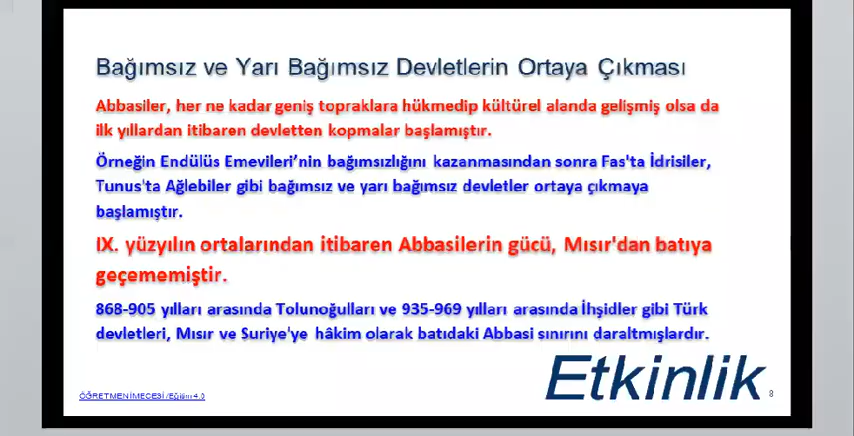 Bağımsız ve Yarı Bağımsız Devletlerin Ortaya Çıkması
Abbasiler, her ne kadar geniş topraklara hükmedip kültürel alanda gelişmiş olsa da
ilk yıllardan itibaren devletten kopmalar başlamıştır.
Örneğin Endülüs Emevileri’nin bağımsızlığını kazanmasından sonra Fas'ta İdrisiler,
Tunus'ta Ağlebiler gibi bağımsız ve yarı bağımsız devletler ortaya çıkmaya
başlamıştır.
IX. yüzyılın ortalarından itibaren Abbasilerin gücü, Mısır'dan batıya
geçememiştir.
868-905 yılları arasında Tolunoğulları ve 935-969 yılları arasında İhşidler gibi Türk
devletleri, Mısır ve Suriye'ye hâkim olarak batıdaki Abbasi sınırını daraltmışlardır.
Etkinlik
ÖĞRETMENİMECESİ /Eğitim 4.0
8